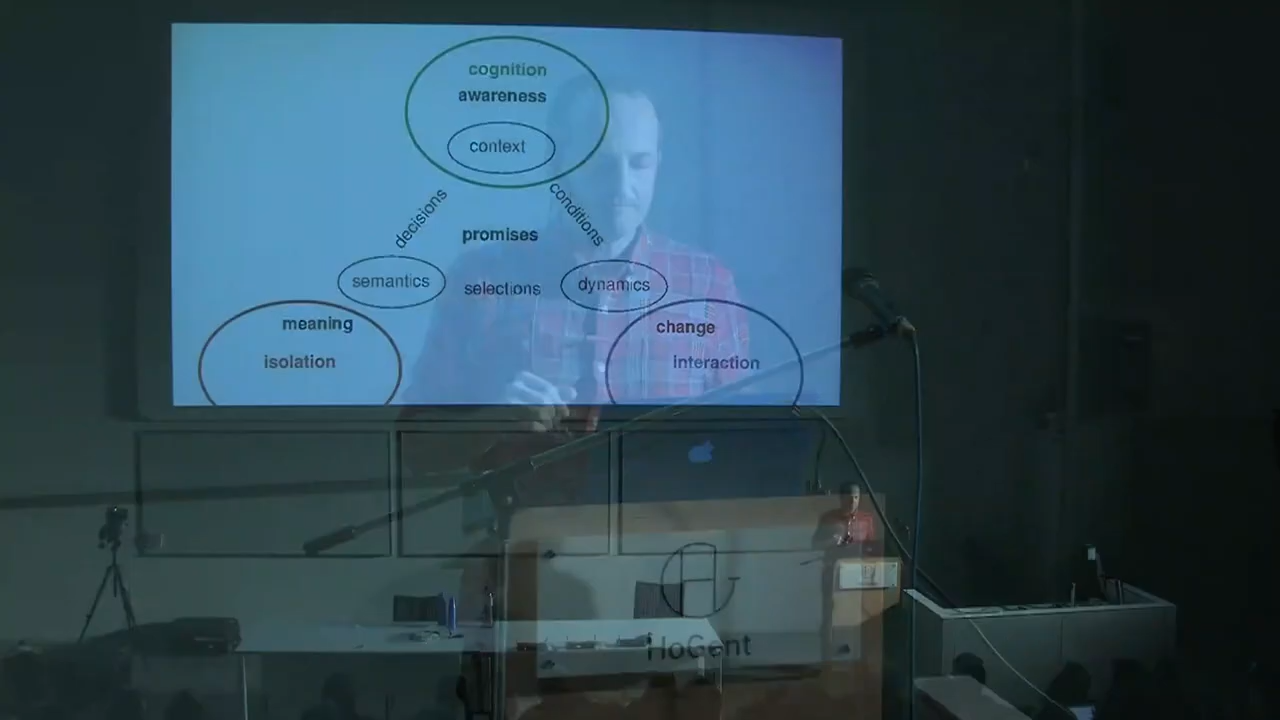 cognition
awareness
context
decisions
conditions
promises
semantics
selections
dynamics
meaning
change
isolation
interaction
HoGent